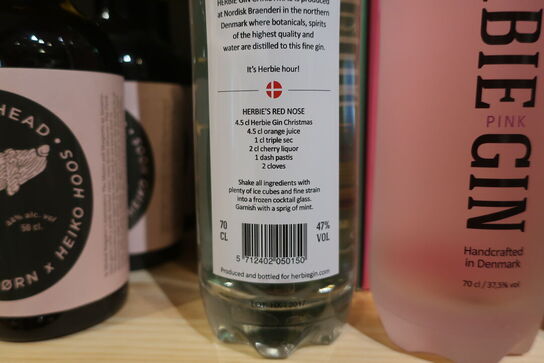 HEAD
44% alc. vol
50 cl.
ØRN x HEIKO HOOS
HERBIE GIN CHRISTMAS is produced
at Nordisk Braenderi in the northern
Denmark where botanicals, spirits
of the highest quality and
water are distilled to this fine gin.
It's Herbie hour!
HERBIE'S RED NOSE
4.5 cl Herbie Gin Christmas
4.5 cl orange juice
1 cl triple sec
2 cl cherry liquor
1 dash pastis
2 cloves
Shake all ingredients with
plenty of ice cubes and fine strain
into a frozen cocktail glass.
Garnish with a sprig of mint.
70
CL
47%
VOL
5 712402 050150
Produced and bottled for herbiegin.com
BIE
PINK
GIN
Handcrafted
in Denmark
70 cl / 37,5% vol